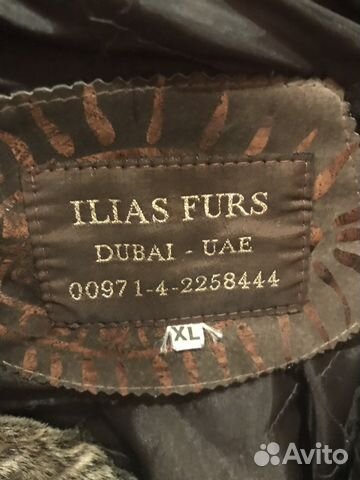 ILIAS FURS
DUBAI - UAE
00971-4-2258444
XL
Avito